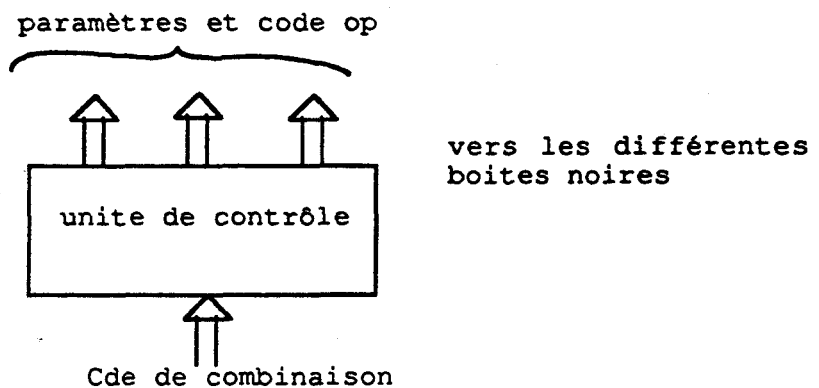 paramètres et code op
vers les différentes
boites noires
unite de contrôle
Cde de combinaison